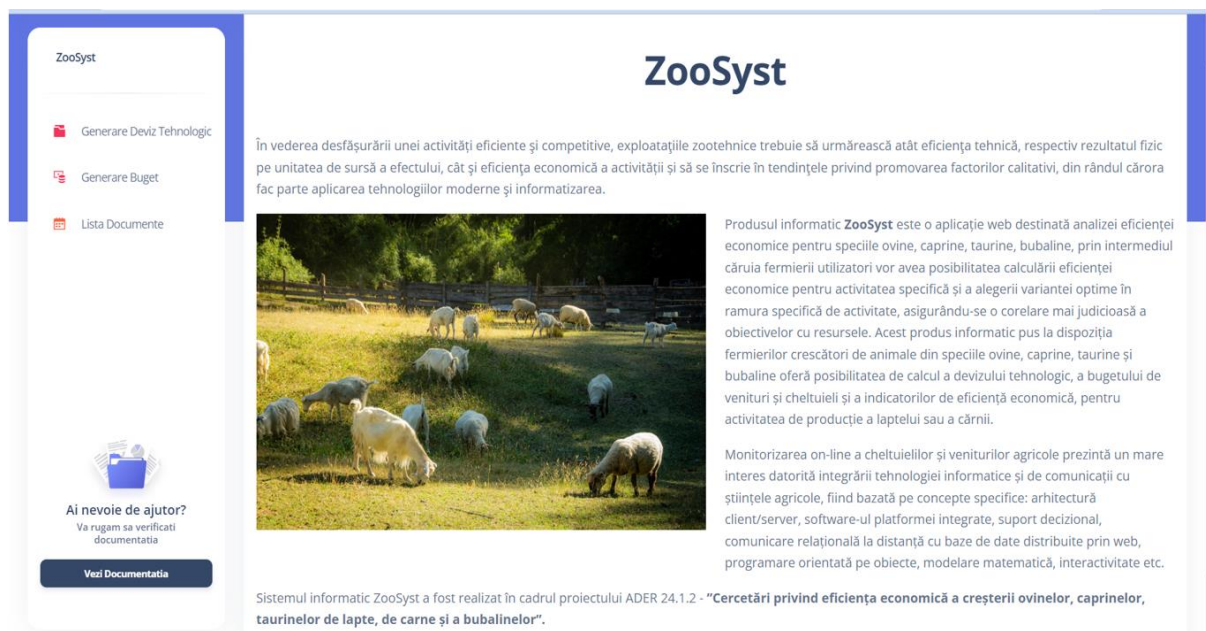 ZooSyst
Generare Deviz Tehnologic
Generare Buget
Lista Documente
Ai nevoie de ajutor?
Va rugam sa verificati
documentatia
Vezi Documentatia
ZooSyst
În vederea desfășurării unei activități eficiente şi competitive, exploataţiile zootehnice trebuie să urmărească atât eficienţa tehnică, respectiv rezultatul fizic
pe unitatea de sursă a efectului, cât şi eficienţa economică a activității și să se înscrie în tendinţele privind promovarea factorilor calitativi, din rândul cărora
fac parte aplicarea tehnologiilor moderne şi informatizarea.
Produsul informatic ZooSyst este o aplicație web destinată analizei eficienței
economice pentru speciile ovine, caprine, taurine, bubaline, prin intermediul
căruia fermierii utilizatori vor avea posibilitatea calculării eficienței
economice pentru activitatea specifică și a alegerii variantei optime în
ramura specifică de activitate, asigurându-se o corelare mai judicioasă a
obiectivelor cu resursele. Acest produs informatic pus la dispoziția
fermierilor crescători de animale din speciile ovine, caprine, taurine și
bubaline oferă posibilitatea de calcul a devizului tehnologic, a bugetului de
venituri și cheltuieli și a indicatorilor de eficiență economică, pentru
activitatea de producție a laptelui sau a cărnii.
Monitorizarea on-line a cheltuielilor și veniturilor agricole prezintă un mare
interes datorită integrării tehnologiei informatice și de comunicații cu
științele agricole, fiind bazată pe concepte specifice: arhitectură
client/server, software-ul platformei integrate, suport decizional,
comunicare relațională la distanță cu baze de date distribuite prin web,
programare orientată pe obiecte, modelare matematică, interactivitate etc.
Sistemul informatic ZooSyst a fost realizat în cadrul proiectului ADER 24.1.2 - "Cercetări privind eficiența economică a creșterii ovinelor, caprinelor,
taurinelor de lapte, de carne și a bubalinelor".